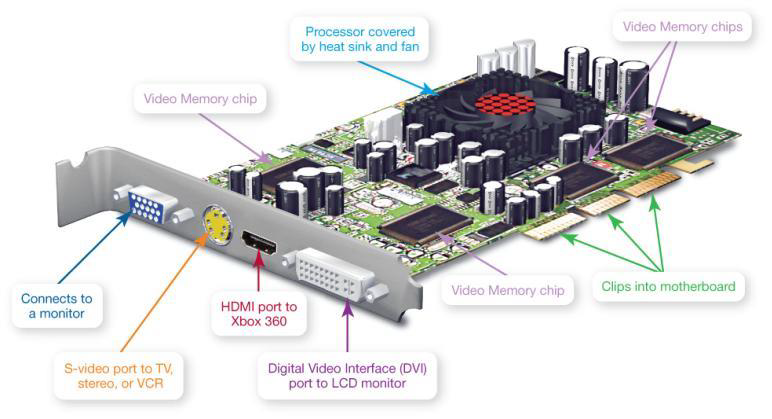 Processor covered
by heat sink and fan
Video Memory chips
Video Memory chip
Connects to
a monitor
HDMI port to
Xbox 360
Video Memory chip
Clips into motherboard
S-video port to TV,
stereo, or VCR
Digital Video Interface (DVI)
port to LCD monitor